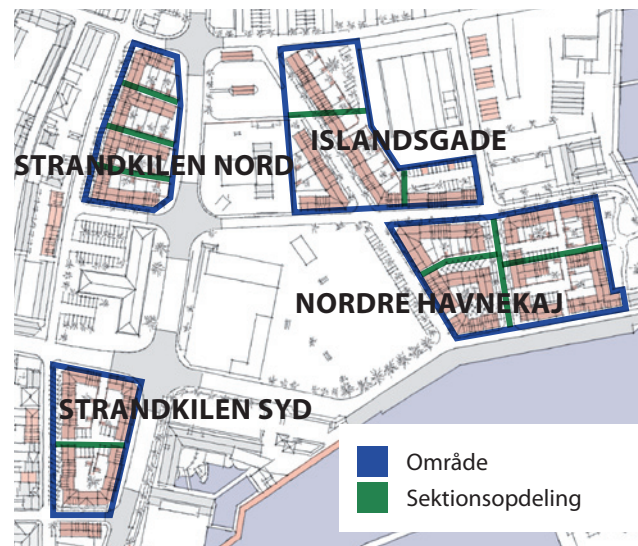 ISLANDSGADE
STRANDKILEN NORD
NORDRE HAVNEKAJ
STRANDKILEN SYD
Område
Sektionsopdeling